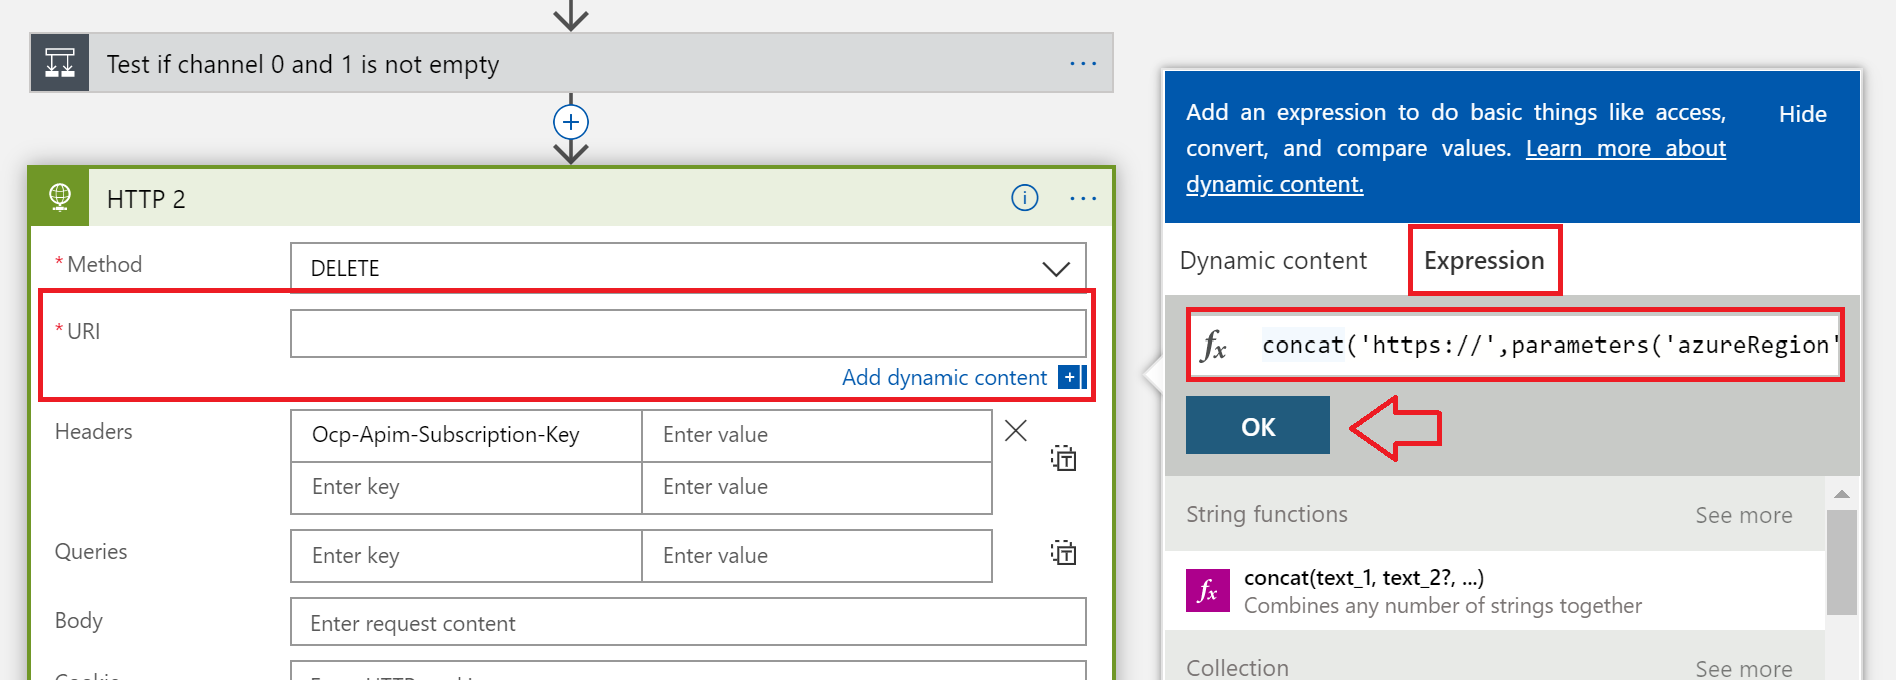 Test if channel 0 and 1 is not empty
HTTP 2
* Method
DELETE
* URI
Add dynamic content
Headers
Ocp-Apim-Subscription-Key
Enter value
Enter key
Enter value
Queries
Enter key
Enter value
Body
Enter request content
Add an expression to do basic things like access,
convert, and compare values. Learn more about
dynamic content.
Hide
Dynamic content
Expression
fx
concat('https://',parameters('azureRegion'
OK
String functions
See more
fx
concat(text_1, text_2?, ...)
Combines any number of strings together
Collection
See more